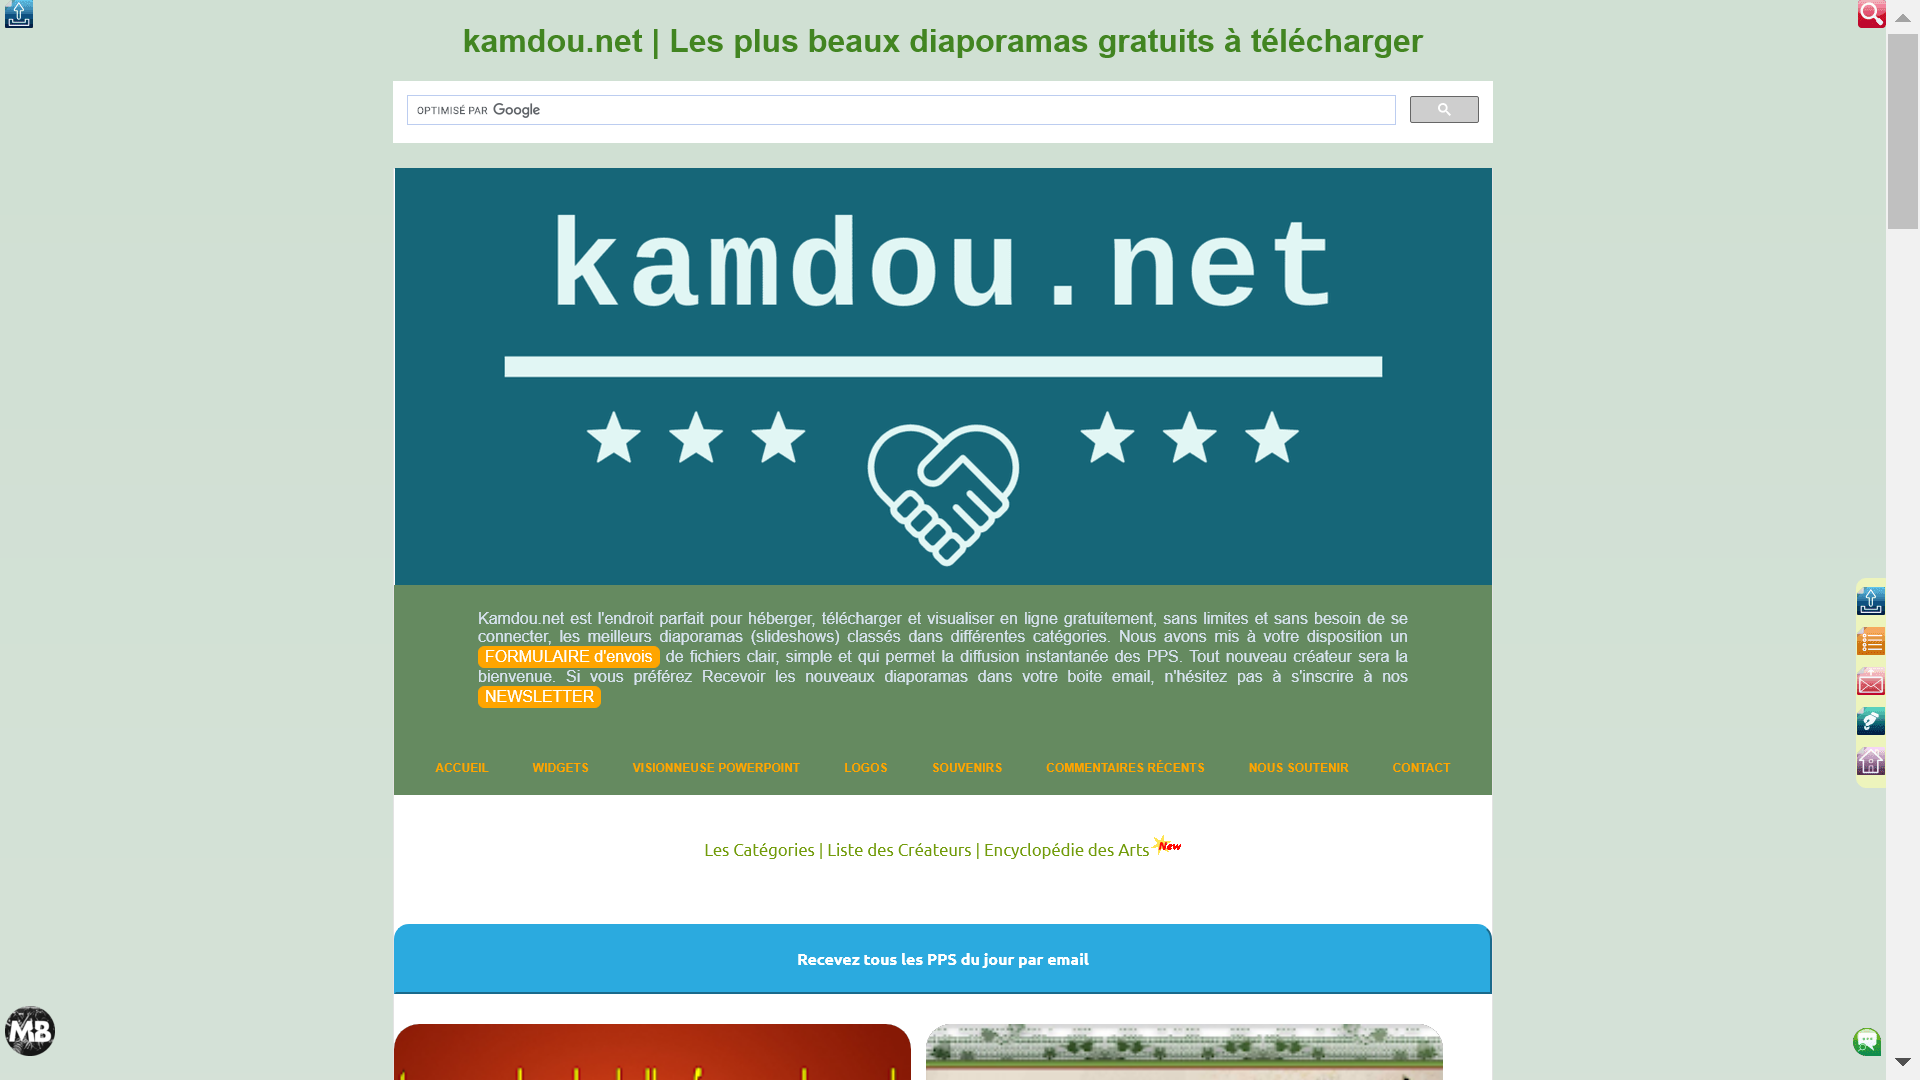 kamdou.net | Les plus beaux diaporamas gratuits à télécharger
OPTIMISÉ PAR Google
kamdou.net
Kamdou.net est l'endroit parfait pour héberger, télécharger et visualiser en ligne gratuitement, sans limites et sans besoin de se
connecter, les meilleurs diaporamas (slideshows) classés dans différentes catégories. Nous avons mis à votre disposition un
FORMULAIRE d'envois de fichiers clair, simple et qui permet la diffusion instantanée des PPS. Tout nouveau créateur sera la
bienvenue. Si vous préférez Recevoir les nouveaux diaporamas dans votre boite email, n'hésitez pas à s'inscrire à nos
NEWSLETTER
ACCUEIL WIDGETS VISIONNEUSE POWERPOINT LOGOS SOUVENIRS COMMENTAIRES RÉCENTS NOUS SOUTENIR CONTACT
Les Catégories | Liste des Créateurs | Encyclopédie des Arts New
Recevez tous les PPS du jour par email
MB